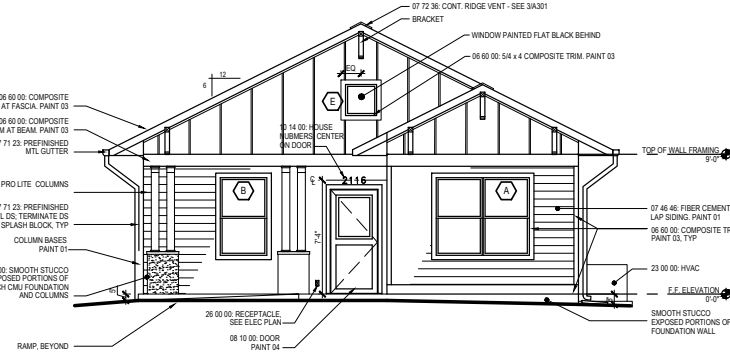 07 72 36: CONT. RIDGE VENT - SEE 3/A301
BRACKET
WINDOW PAINTED FLAT BLACK BEHIND
06 60 00: 5/4 x 4 COMPOSITE TRIM. PAINT 03
EQ
12
6
E
06 60 00: COMPOSITE
AT FASCIA. PAINT 03
06 60 00: COMPOSITE
M AT BEAM. PAINT 03
7 71 23: PREFINISHED
MTL GUTTER
10 14 00: HOUSE
NUBMERS, CENTER
ON DOOR
TOP OF WALL FRAMING
9'-0"
PRO LITE COLUMNS
7 71 23: PREFINISHED
L DS; TERMINATE DS
SPLASH BLOCK, TYP
COLUMN BASES
PAINT 01
00: SMOOTH STUCCO
POSED PORTIONS OF
CH CMU FOUNDATION
AND COLUMNS
B
2116
7'-4"
A
07 46 46: FIBER CEMENT
LAP SIDING. PAINT 01
06 60 00: COMPOSITE TR
PAINT 03, TYP
23 00 00: HVAC
F.F. ELEVATION
0'-0"
26 00 00: RECEPTACLE,
SEE ELEC PLAN
08 10 00: DOOR
PAINT 04
SMOOTH STUCCO
EXPOSED PORTIONS OF
FOUNDATION WALL
RAMP, BEYOND